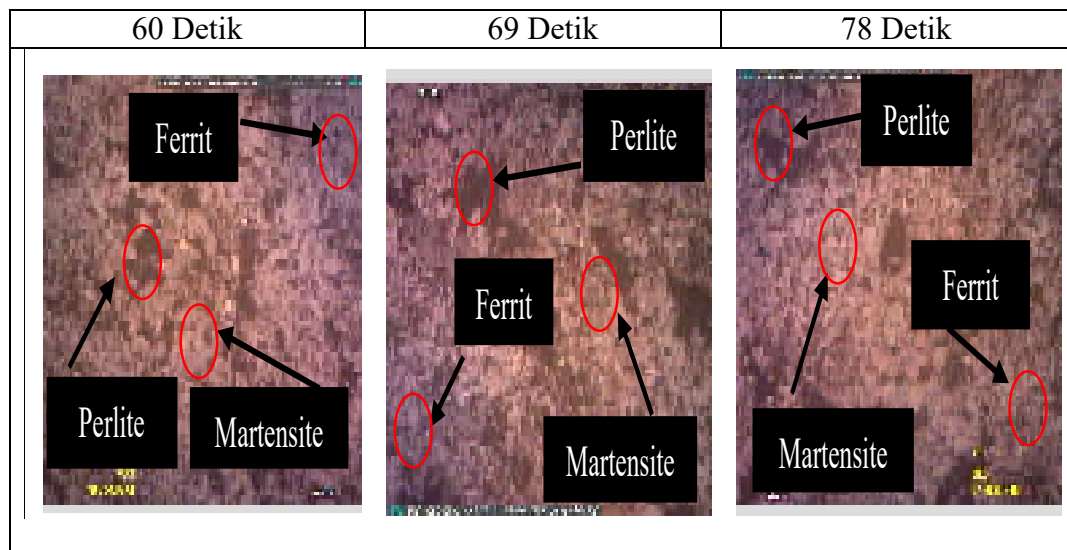 60 Detik
69 Detik
78 Detik
Ferrit
Perlite
Martensite
Perlite
Ferrit
Martensite
Perlite
Ferrit
Martensite